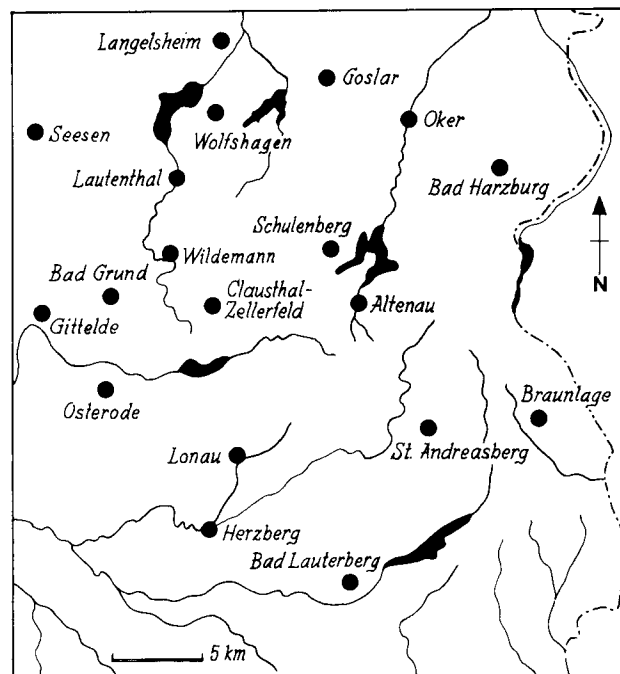 Langelsheim
Goslar
Seesen
Wolfshagen
Oker
Lautenthal
Bad Harzburg
Schulenberg
Wildemann
Bad Grund
Clausthal-
Zellerfeld
Altenau
Gittelde
N
Osterode
Braunlage
Lonau
St. Andreasberg
Herzberg
Bad Lauterberg
5 km